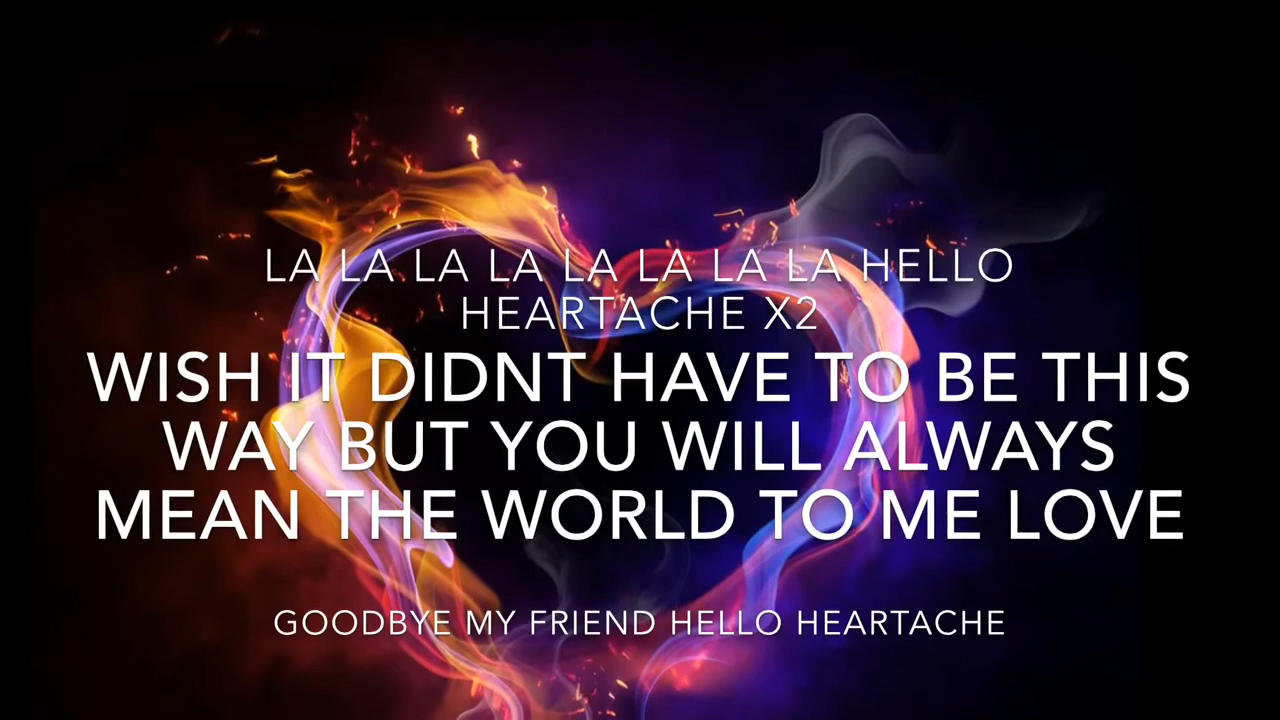 LA LA LA LA LA LA LA LA HELLO
HEARTACHE X2
WISH IT DIDNT HAVE TO BE THIS
WAY BUT YOU WILL ALWAYS
MEAN THE WORLD TO ME LOVE
GOODBYE MY FRIEND HELLO HEARTACHE